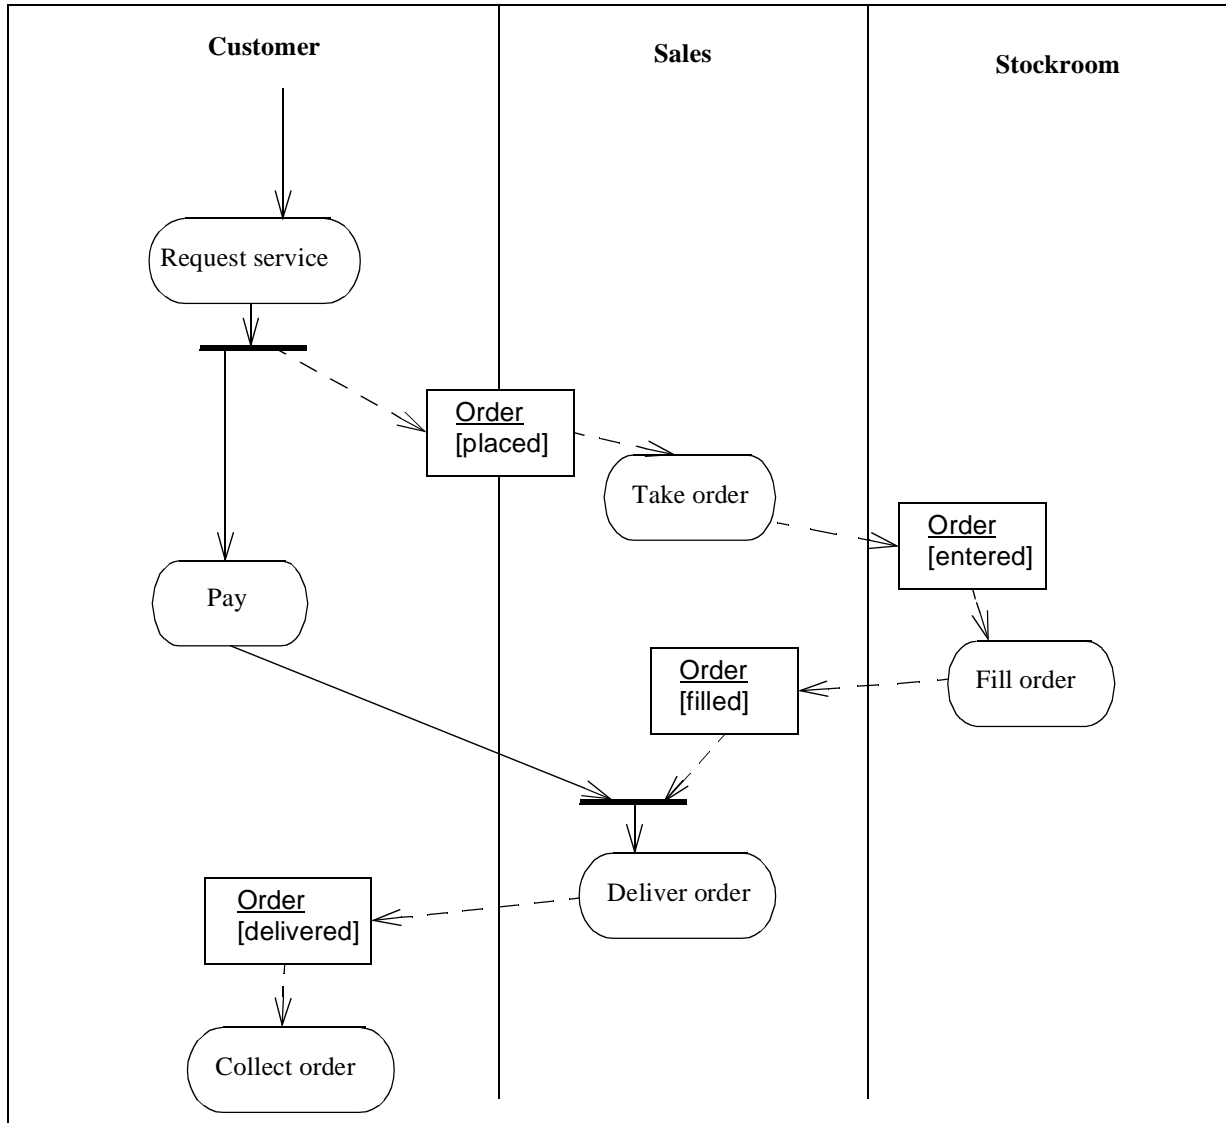 Customer
Sales
Stockroom
Request service
Order
[placed]
Take order
Order
[entered]
Pay
Order
[filled]
Fill order
Deliver order
Order
[delivered]
Collect order